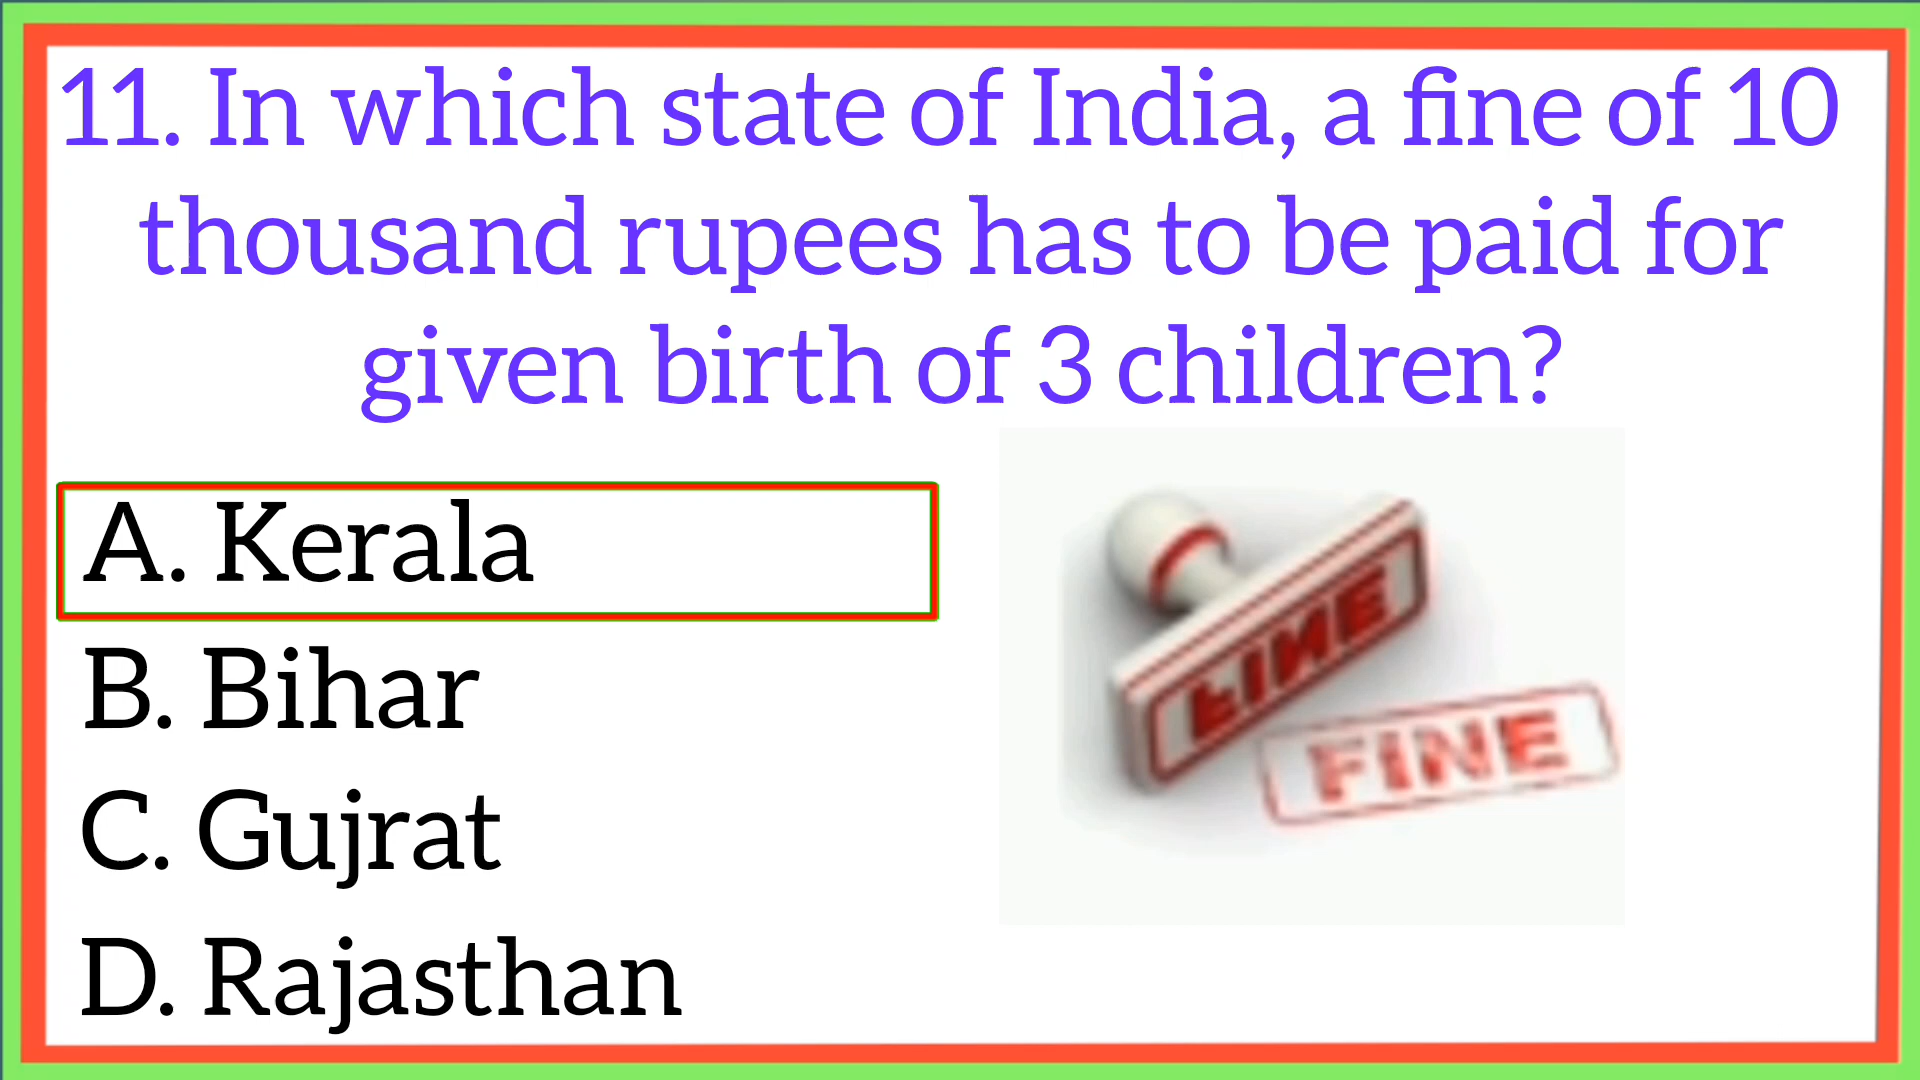 11. In which state of India, a fine of 10
thousand rupees has to be paid for
given birth of 3 children?
A. Kerala
B. Bihar
C. Gujrat
D. Rajasthan
FINE
FINE